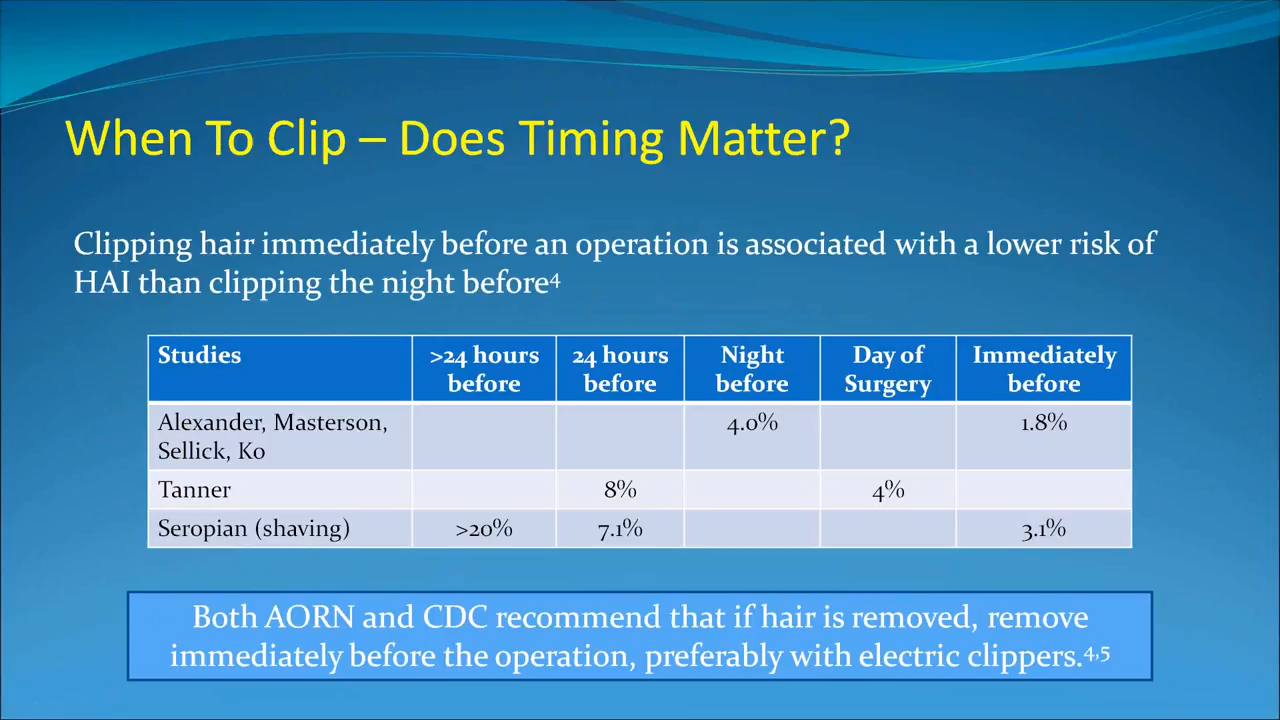 When To Clip – Does Timing Matter?
Clipping hair immediately before an operation is associated with a lower risk of
HAI than clipping the night before4
Studies >24 hours before 24 hours before Night before Day of Surgery Immediately before
Alexander, Masterson, Sellick, Ko 4.0% 1.8%
Tanner 8% 4%
Seropian (shaving) >20% 7.1% 3.1%
Both AORN and CDC recommend that if hair is removed, remove
immediately before the operation, preferably with electric clippers.4,5